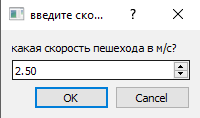 введите ско...
какая скорость пешехода в м/с?
2.50
OK
Cancel